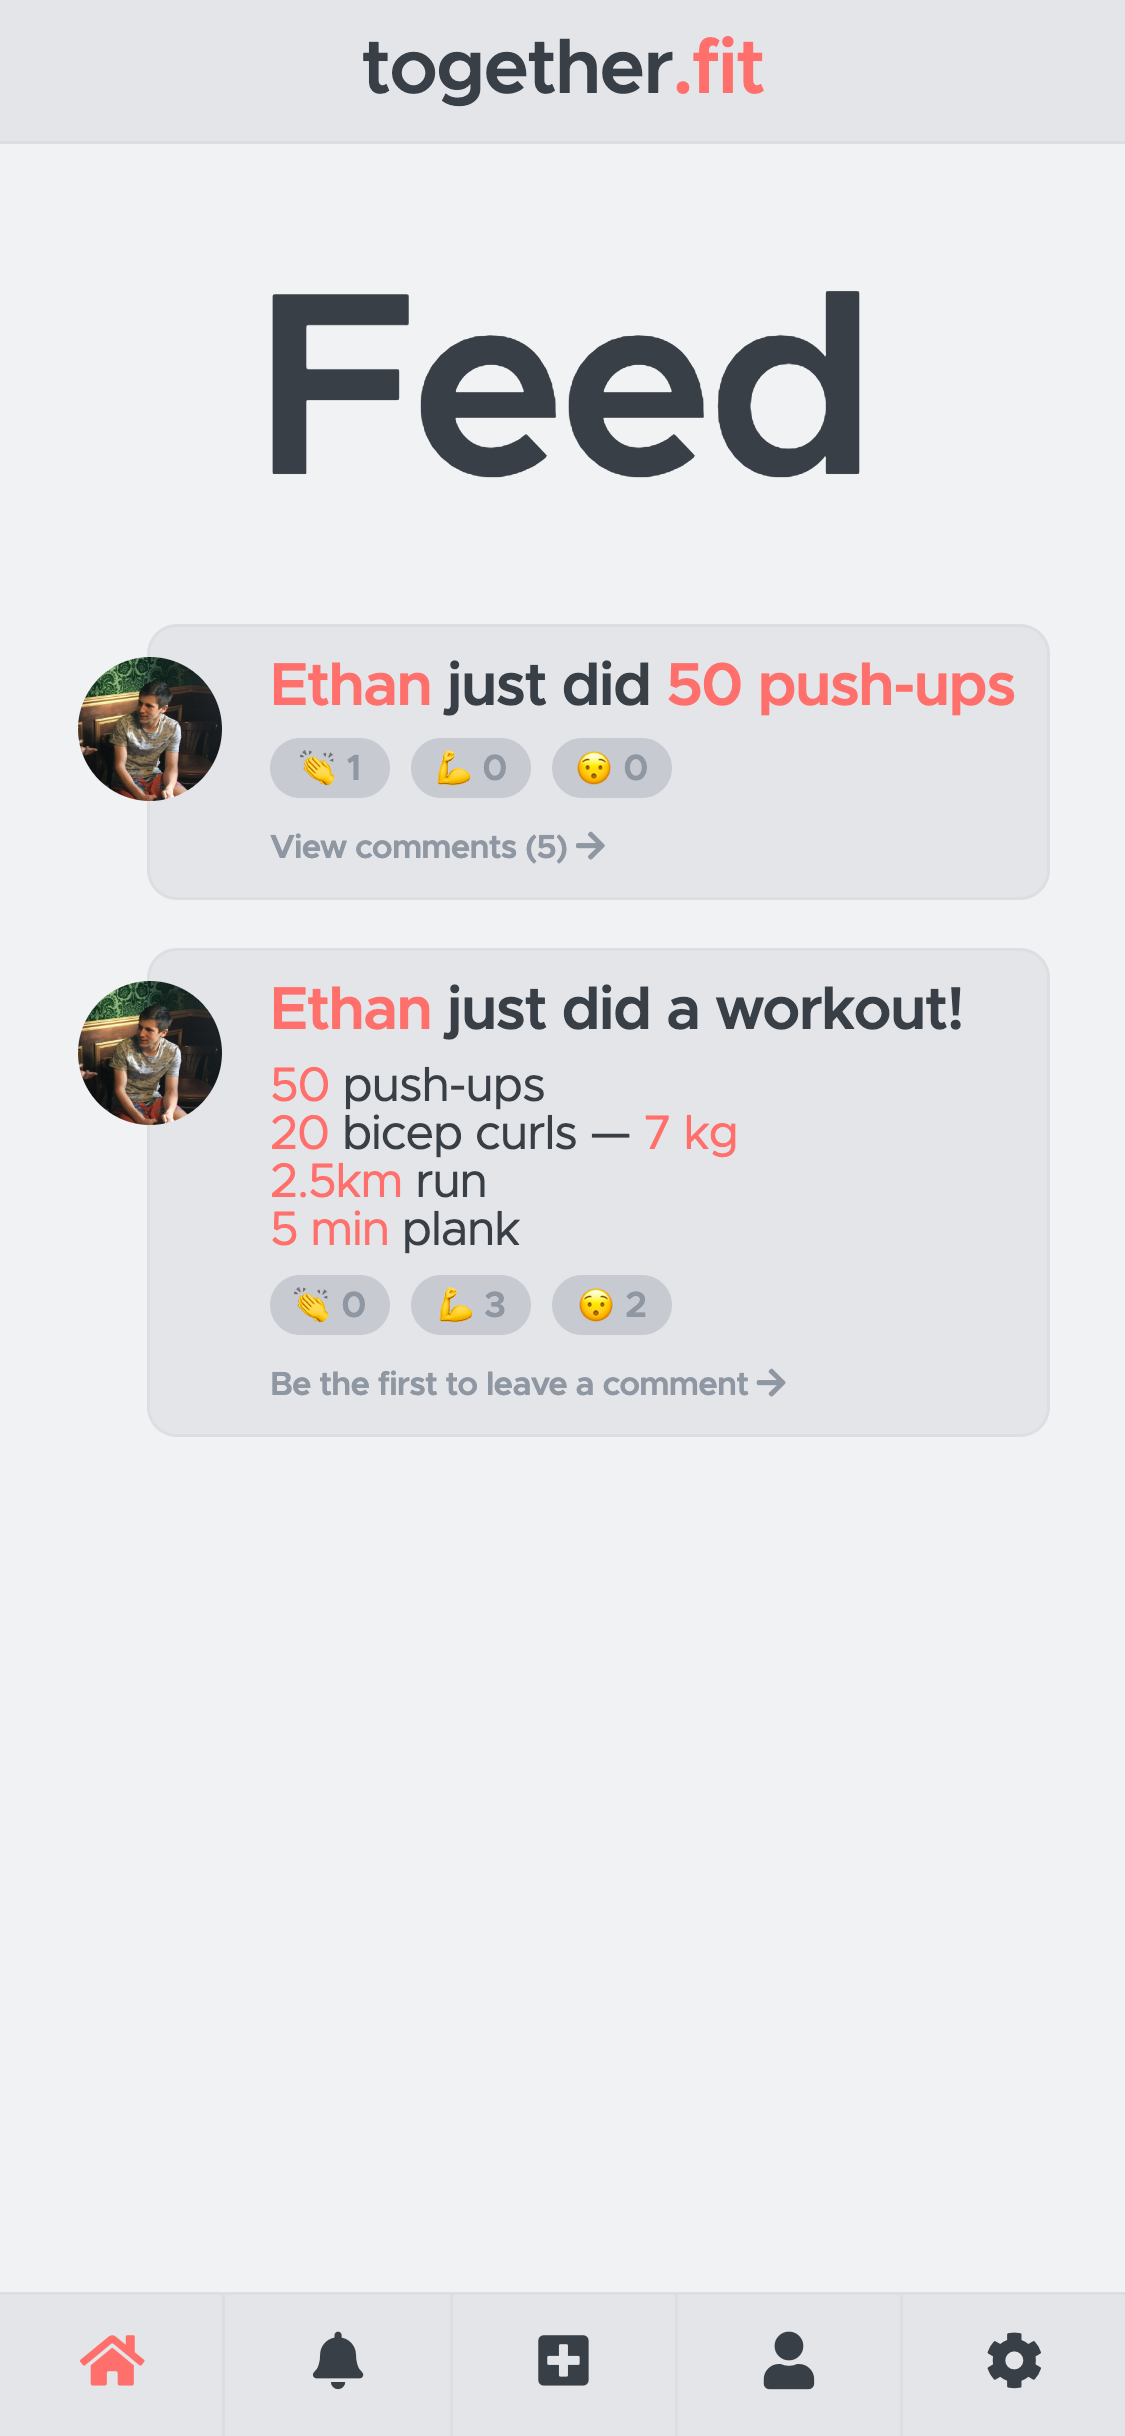 together.fit
Feed
Ethan just did 50 push-ups
👏 1 💪 0 😯 0
View comments (5) →
Ethan just did a workout!
50 push-ups
20 bicep curls — 7 kg
2.5km run
5 min plank
👏 0 💪 3 😯 2
Be the first to leave a comment →